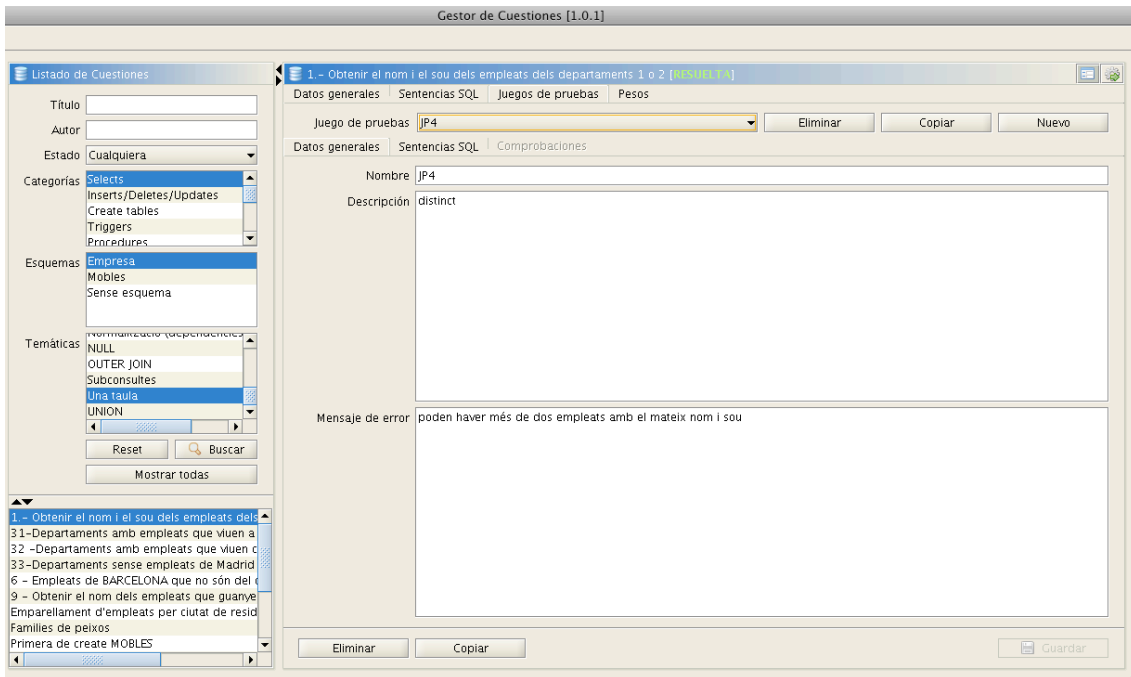 Gestor de Cuestiones [1.0.1]
Listado de Cuestiones
Título
Autor
Estado Cualquiera
Categorías Selects
Inserts/Deletes/Updates
Create tables
Triggers
Procedures
Esquemas Empresa
Mobles
Sense esquema
Temáticas Normalització (dependències
NULL
OUTER JOIN
Subconsultes
Una taula
UNION
Reset Buscar
Mostrar todas
1.- Obtenir el nom i el sou dels empleats dels
31-Departaments amb empleats que viuen a
32 -Departaments amb empleats que viuen
33-Departaments sense empleats de Madrid
6 - Empleats de BARCELONA que no són del
9 - Obtenir el nom dels empleats que guanye
Emparellament d'empleats per ciutat de resid
Families de peixos
Primera de create MOBLES
1.- Obtenir el nom i el sou dels empleats dels departaments 1 o 2 [RESUELTA]
Datos generales Sentencias SQL Juegos de pruebas Pesos
Juego de pruebas JP4 Eliminar Copiar Nuevo
Datos generales Sentencias SQL Comprobaciones
Nombre JP4
Descripción distinct
Mensaje de error poden haver més de dos empleats amb el mateix nom i sou
Eliminar Copiar Guardar